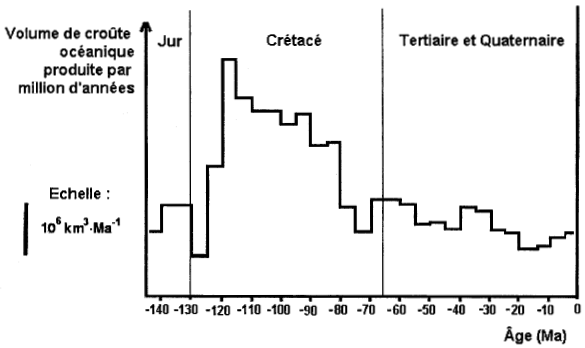 Volume de croûte
océanique
produite par
million d'années
Jur
Crétacé
Tertiaire et Quaternaire
Echelle :
10⁶ km³·Ma⁻¹
-140 -130 -120 -110 -100 -90 -80 -70 -60 -50 -40 -30 -20 -10 0
Âge (Ma)